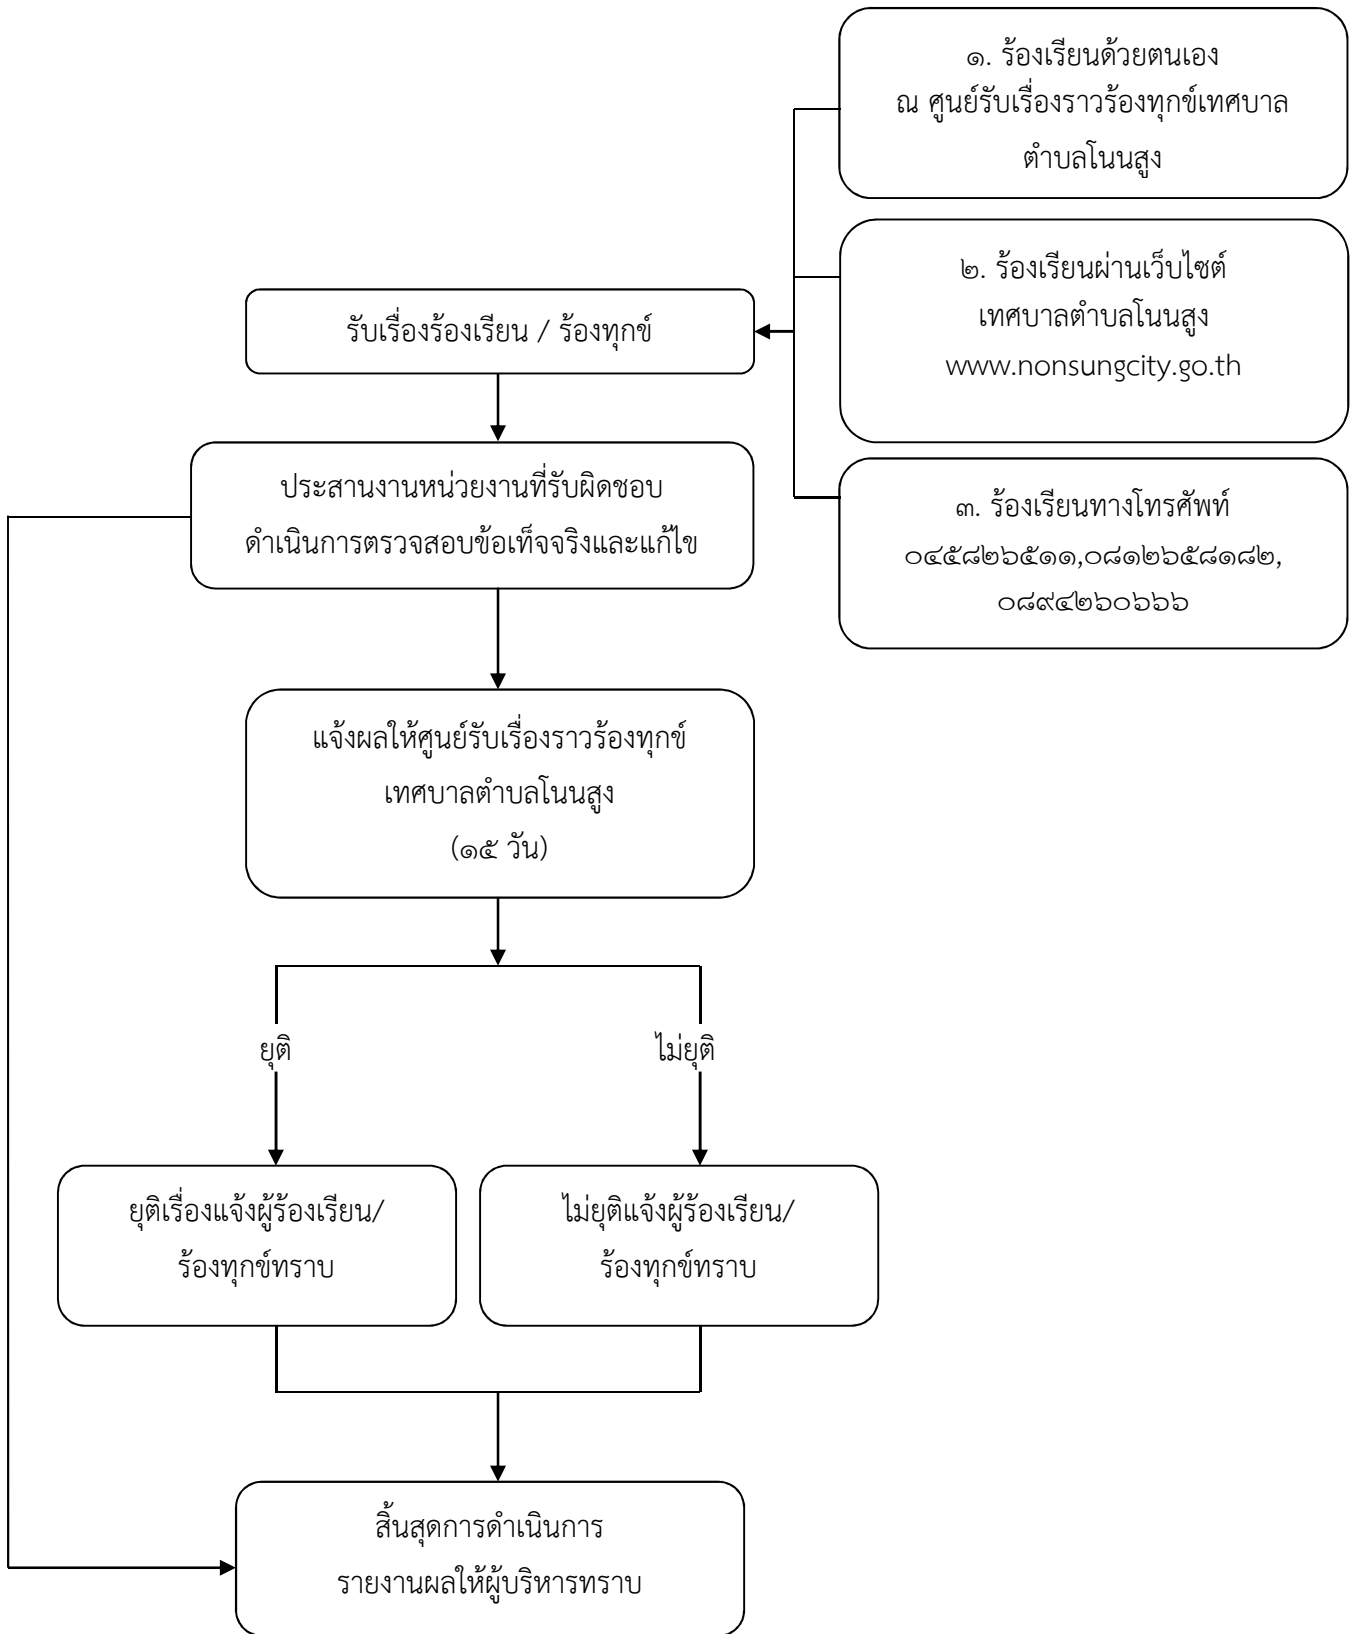 ๑. ร้องเรียนด้วยตนเอง
ณ ศูนย์รับเรื่องราวร้องทุกข์เทศบาล
ตำบลโนนสูง
๒. ร้องเรียนผ่านเว็บไซต์
เทศบาลตำบลโนนสูง
www.nonsungcity.go.th
๓. ร้องเรียนทางโทรศัพท์
๐๔๕๘๒๖๕๑๑,๐๘๑๒๖๕๘๑๘๒,
๐๘๙๔๒๖๐๖๖๖
รับเรื่องร้องเรียน / ร้องทุกข์
ประสานงานหน่วยงานที่รับผิดชอบ
ดำเนินการตรวจสอบข้อเท็จจริงและแก้ไข
แจ้งผลให้ศูนย์รับเรื่องราวร้องทุกข์
เทศบาลตำบลโนนสูง
(๑๕ วัน)
ยุติ
ไม่ยุติ
ยุติเรื่องแจ้งผู้ร้องเรียน/
ร้องทุกข์ทราบ
ไม่ยุติแจ้งผู้ร้องเรียน/
ร้องทุกข์ทราบ
สิ้นสุดการดำเนินการ
รายงานผลให้ผู้บริหารทราบ